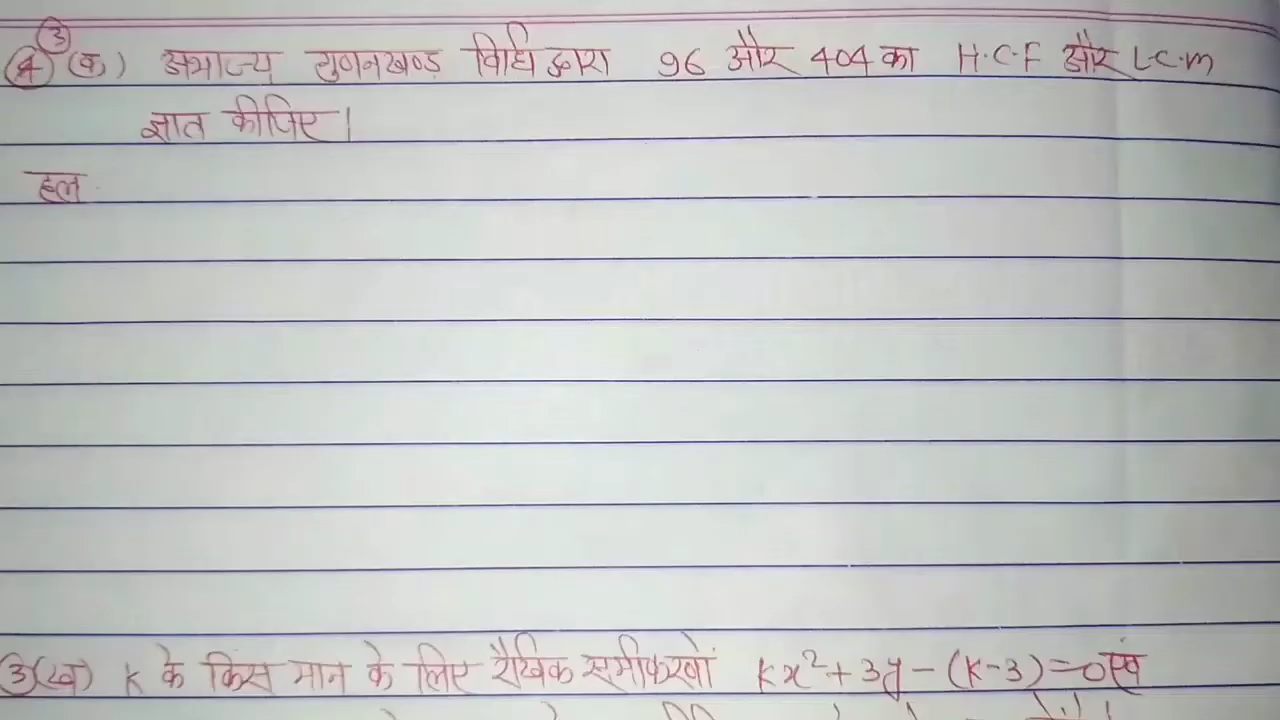 ③
④ (क) अभाज्य गुणनखण्ड विधि द्वारा 96 और 404 का H.C.F और L.C.M
ज्ञात कीजिए।
हल
③(ख) K के किस मान के लिए रैखिक समीकरणों kx²+3y-(k-3)=0 एवं